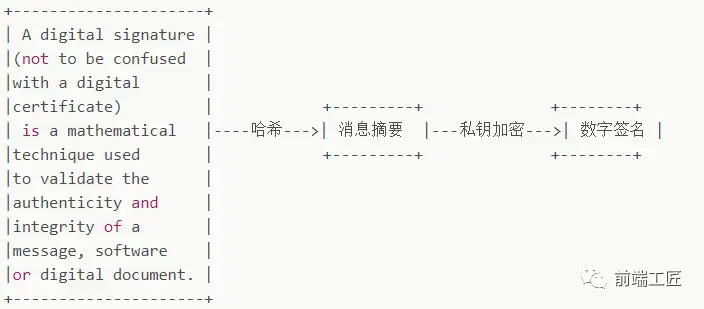 +--------------------+
| A digital signature |
|(not to be confused |
|with a digital |
|certificate) | +---------+ +--------+
| is a mathematical |----哈希--->| 消息摘要 |---私钥加密--->| 数字签名 |
|technique used | +---------+ +--------+
|to validate the |
|authenticity and |
|integrity of a |
|message, software |
|or digital document. |
+--------------------+
前端工匠